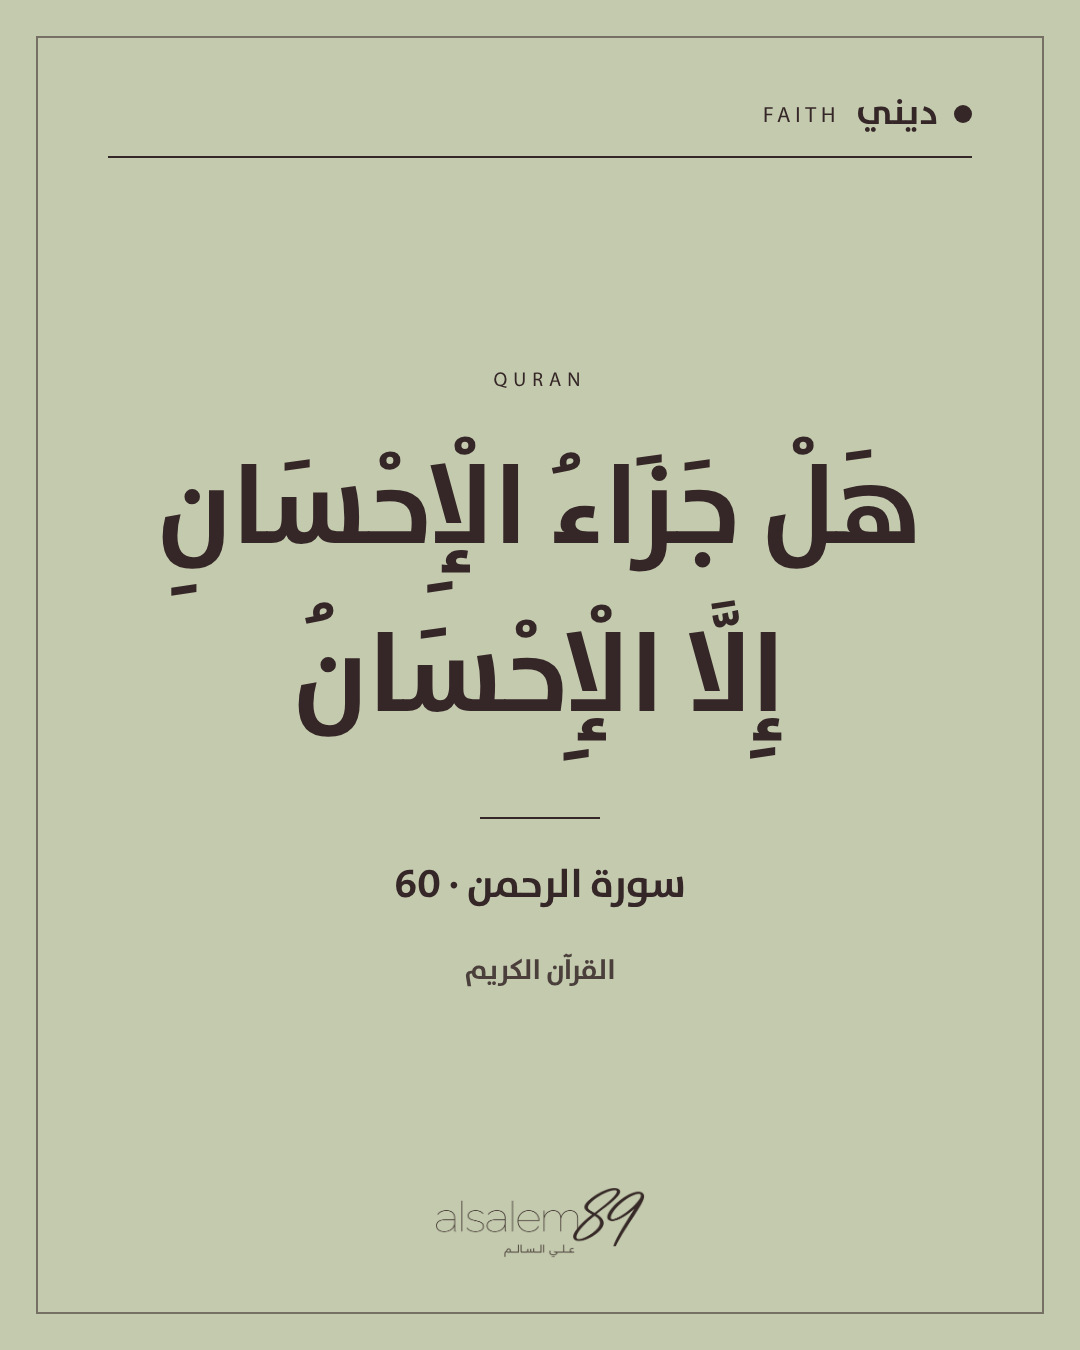 ديني FAITH
QURAN
هَلْ جَزَاءُ الْإِحْسَانِ
إِلَّا الْإِحْسَانُ
سورة الرحمن · 60
القرآن الكريم
alsalem89
علي السالم